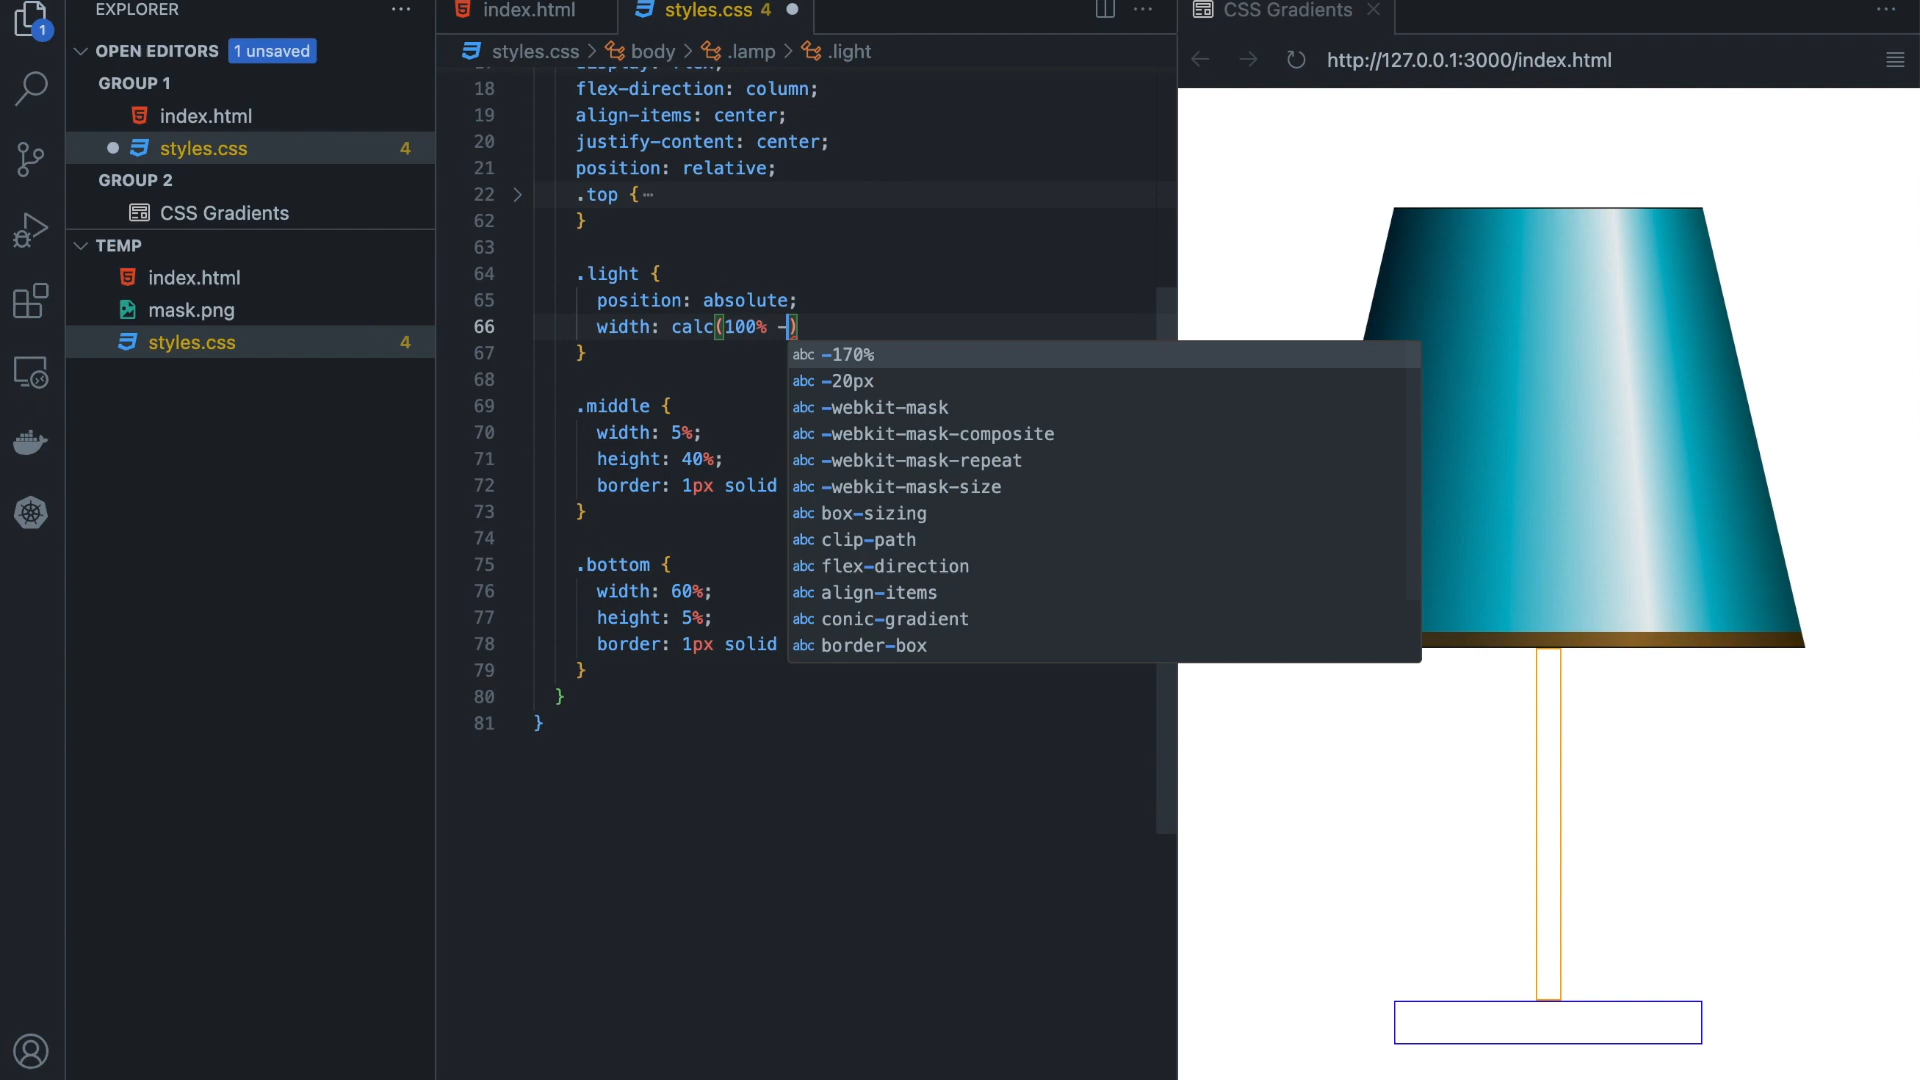 EXPLORER
1
OPEN EDITORS 1 unsaved
GROUP 1
index.html
styles.css 4
GROUP 2
CSS Gradients
TEMP
index.html
mask.png
styles.css 4
index.html
styles.css 4
styles.css > body > .lamp > .light
18 flex-direction: column;
19 align-items: center;
20 justify-content: center;
21 position: relative;
22 .top {
62 }
63
64 .light {
65 position: absolute;
66 width: calc(100% -)
67 }
68
69 .middle {
70 width: 5%;
71 height: 40%;
72 border: 1px solid
73 }
74
75 .bottom {
76 width: 60%;
77 height: 5%;
78 border: 1px solid
79 }
80 }
81 }
abc -170%
abc -20px
abc -webkit-mask
abc -webkit-mask-composite
abc -webkit-mask-repeat
abc -webkit-mask-size
abc box-sizing
abc clip-path
abc flex-direction
abc align-items
abc conic-gradient
abc border-box
CSS Gradients
http://127.0.0.1:3000/index.html